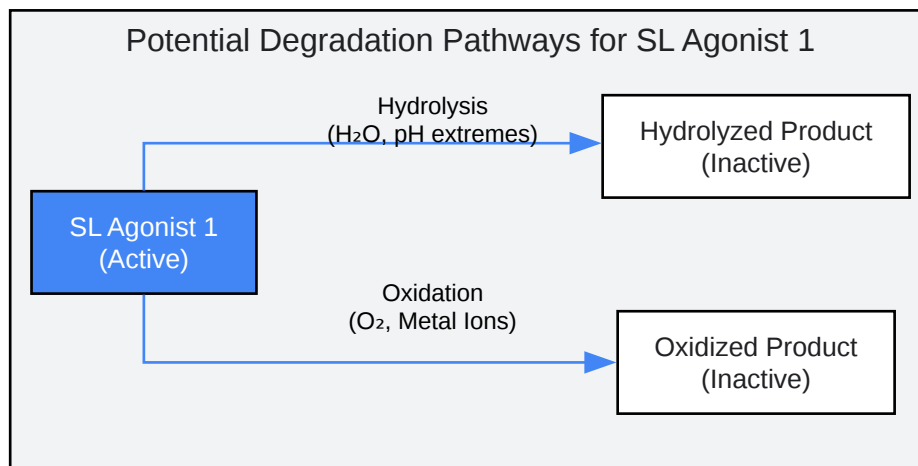 Potential Degradation Pathways for SL Agonist 1
Hydrolysis
(H₂O, pH extremes)
Hydrolyzed Product
(Inactive)
SL Agonist 1
(Active)
Oxidation
(O₂, Metal Ions)
Oxidized Product
(Inactive)